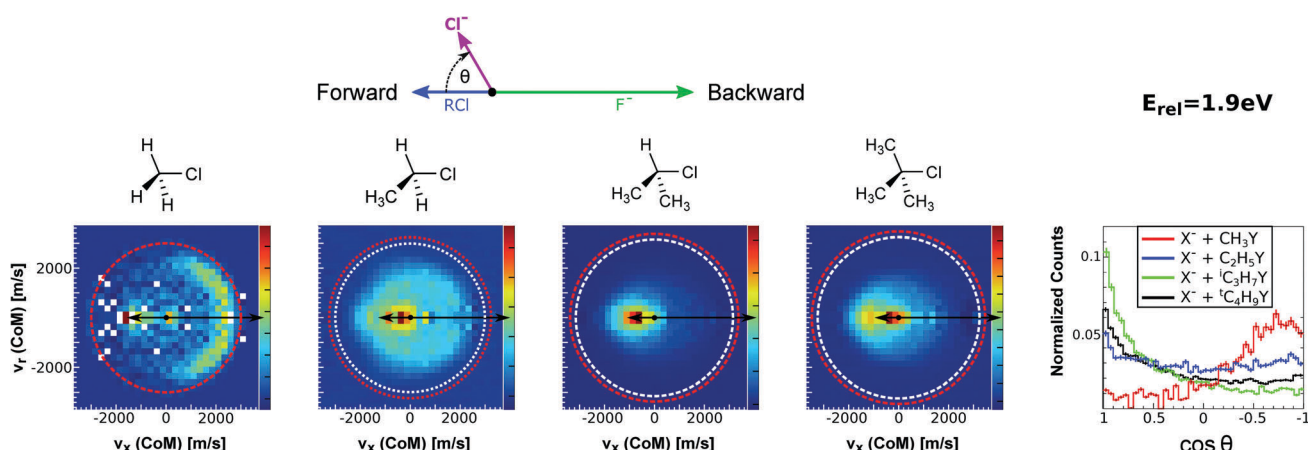 Cl⁻
θ
Forward
RCl
F⁻
Backward
E_rel=1.9eV
H
Cl
H
H
H
Cl
H₃C
H
H
Cl
H₃C
CH₃
H₃C
Cl
H₃C
CH₃
v_r (CoM) [m/s]
2000
0
-2000
-2000 0 2000
v_x (CoM) [m/s]
-2000 0 2000
v_x (CoM) [m/s]
-2000 0 2000
v_x (CoM) [m/s]
-2000 0 2000
v_x (CoM) [m/s]
Normalized Counts
0.1
0.05
X⁻ + CH₃Y
X⁻ + C₂H₅Y
X⁻ + ⁱC₃H₇Y
X⁻ + ᵗC₄H₉Y
1 0.5 0 -0.5 -1
cos θ